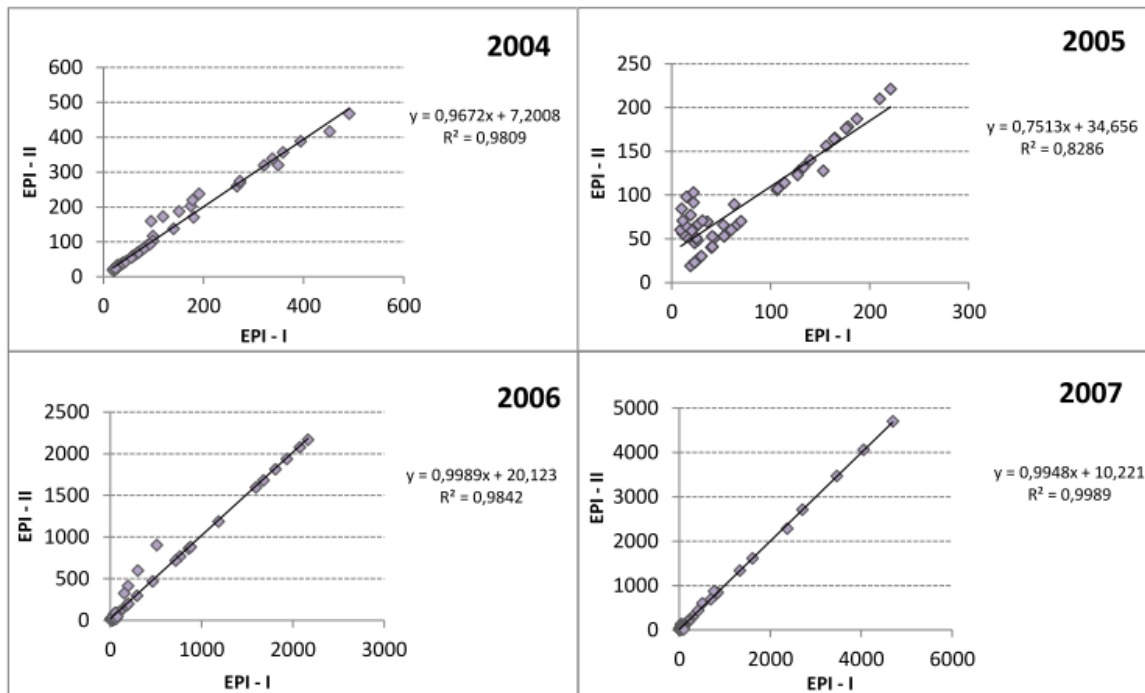 2004
600
500
400
300
200
100
0
EPI - II
0 200 400 600
EPI - I
y = 0,9672x + 7,2008
R² = 0,9809
2005
250
200
150
100
50
0
EPI - II
0 100 200 300
EPI - I
y = 0,7513x + 34,656
R² = 0,8286
2006
2500
2000
1500
1000
500
0
EPI - II
0 1000 2000 3000
EPI - I
y = 0,9989x + 20,123
R² = 0,9842
2007
5000
4000
3000
2000
1000
0
EPI - II
0 2000 4000 6000
EPI - I
y = 0,9948x + 10,221
R² = 0,9989